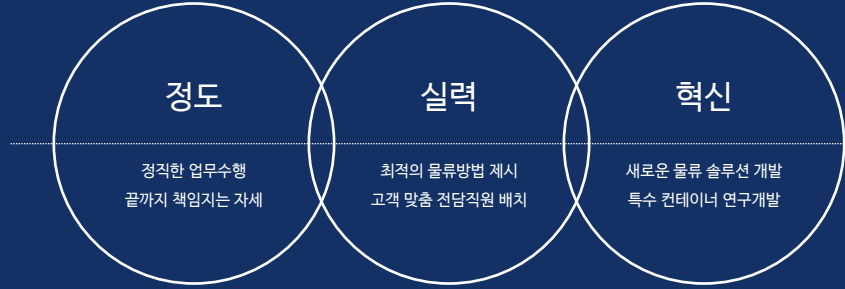 정도
정직한 업무수행
끝까지 책임지는 자세
실력
최적의 물류방법 제시
고객 맞춤 전담직원 배치
혁신
새로운 물류 솔루션 개발
특수 컨테이너 연구개발